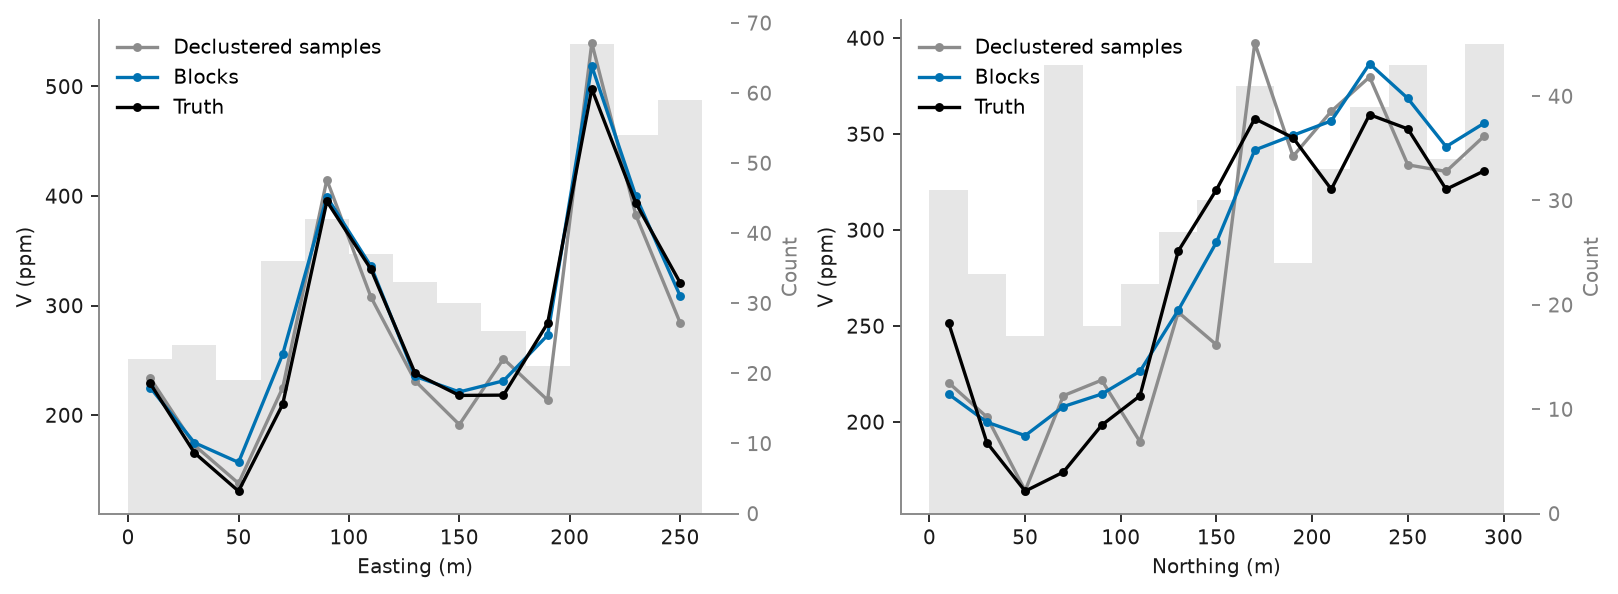 Declustered samples
Blocks
Truth
500
400
300
200
V (ppm)
70
60
50
40
30
20
10
0
Count
0 50 100 150 200 250
Easting (m)
Declustered samples
Blocks
Truth
400
350
300
250
200
V (ppm)
40
30
20
10
0
Count
0 50 100 150 200 250 300
Northing (m)